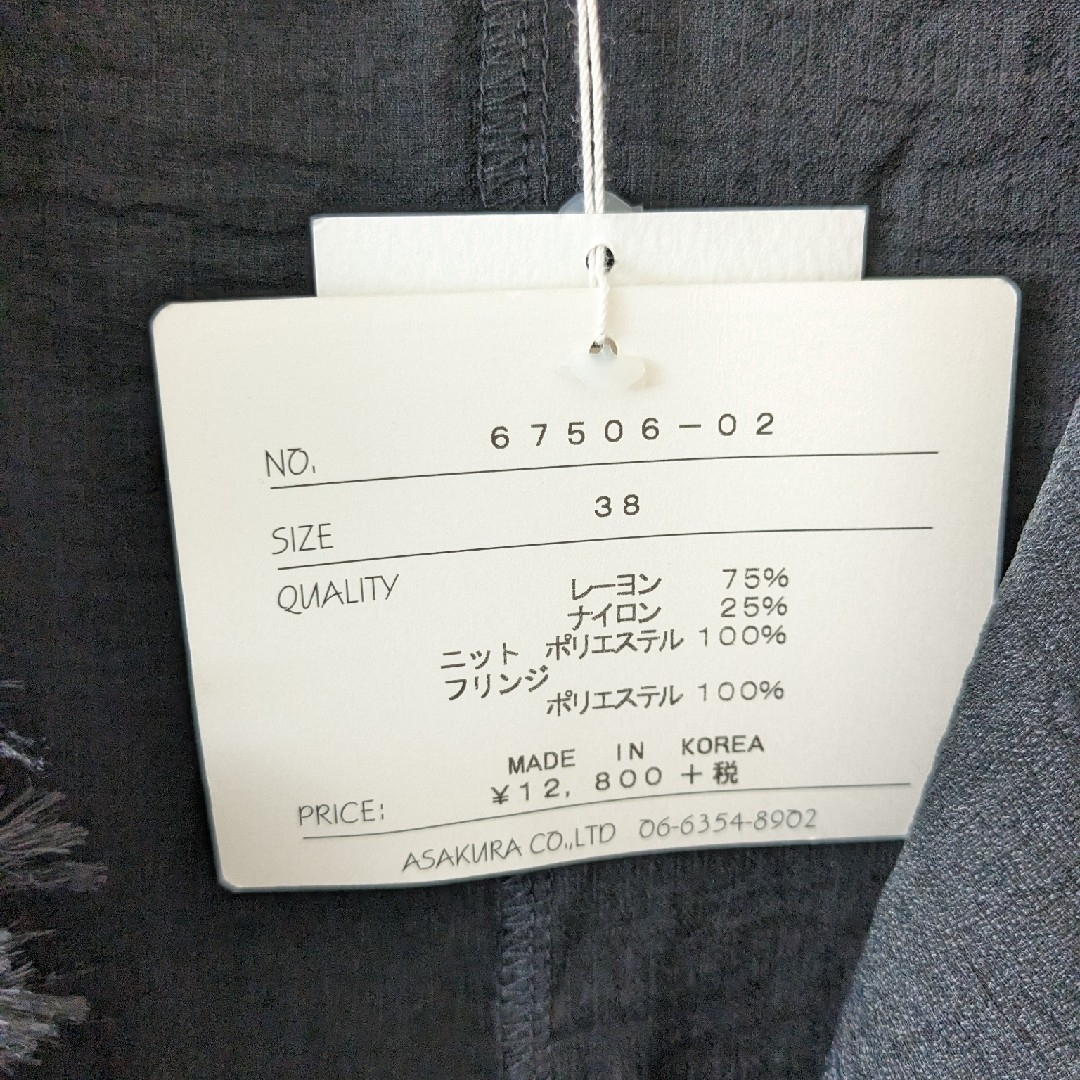 NO. 67506-02
SIZE 38
QUALITY レーヨン 75%
ナイロン 25%
ニット ポリエステル 100%
フリンジ
ポリエステル 100%
MADE IN KOREA
PRICE: ¥12,800+税
ASAKURA CO.,LTD 06-6354-8902